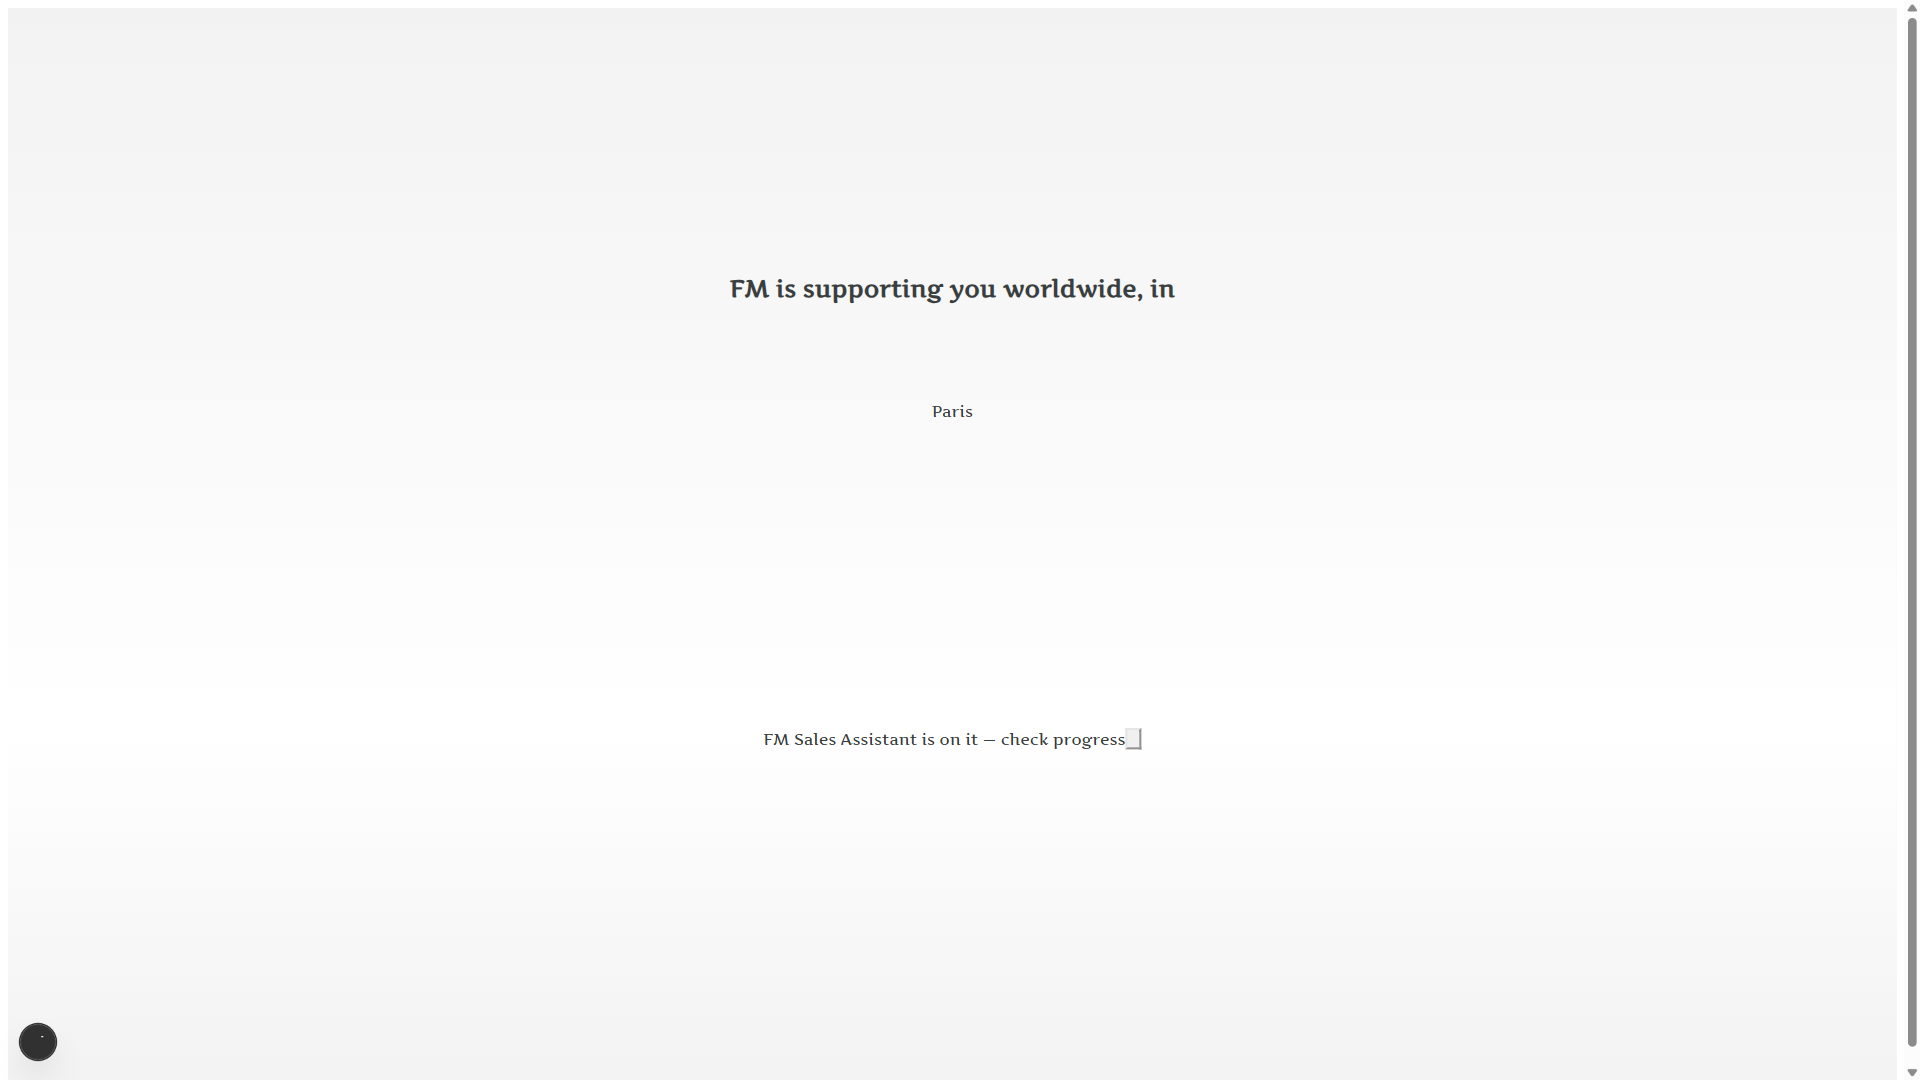 FM is supporting you worldwide, in
Paris
FM Sales Assistant is on it – check progress